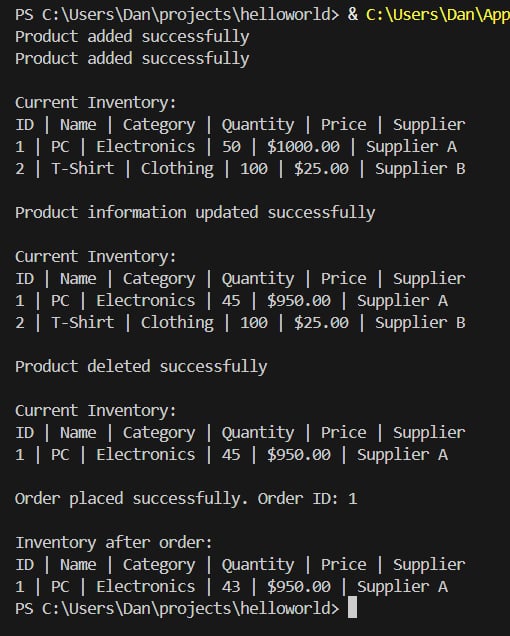 PS C:\Users\Dan\projects\helloworld> & C:\Users\Dan\App
Product added successfully
Product added successfully
Current Inventory:
ID | Name | Category | Quantity | Price | Supplier
1 | PC | Electronics | 50 | $1000.00 | Supplier A
2 | T-Shirt | Clothing | 100 | $25.00 | Supplier B
Product information updated successfully
Current Inventory:
ID | Name | Category | Quantity | Price | Supplier
1 | PC | Electronics | 45 | $950.00 | Supplier A
2 | T-Shirt | Clothing | 100 | $25.00 | Supplier B
Product deleted successfully
Current Inventory:
ID | Name | Category | Quantity | Price | Supplier
1 | PC | Electronics | 45 | $950.00 | Supplier A
Order placed successfully. Order ID: 1
Inventory after order:
ID | Name | Category | Quantity | Price | Supplier
1 | PC | Electronics | 43 | $950.00 | Supplier A
PS C:\Users\Dan\projects\helloworld>